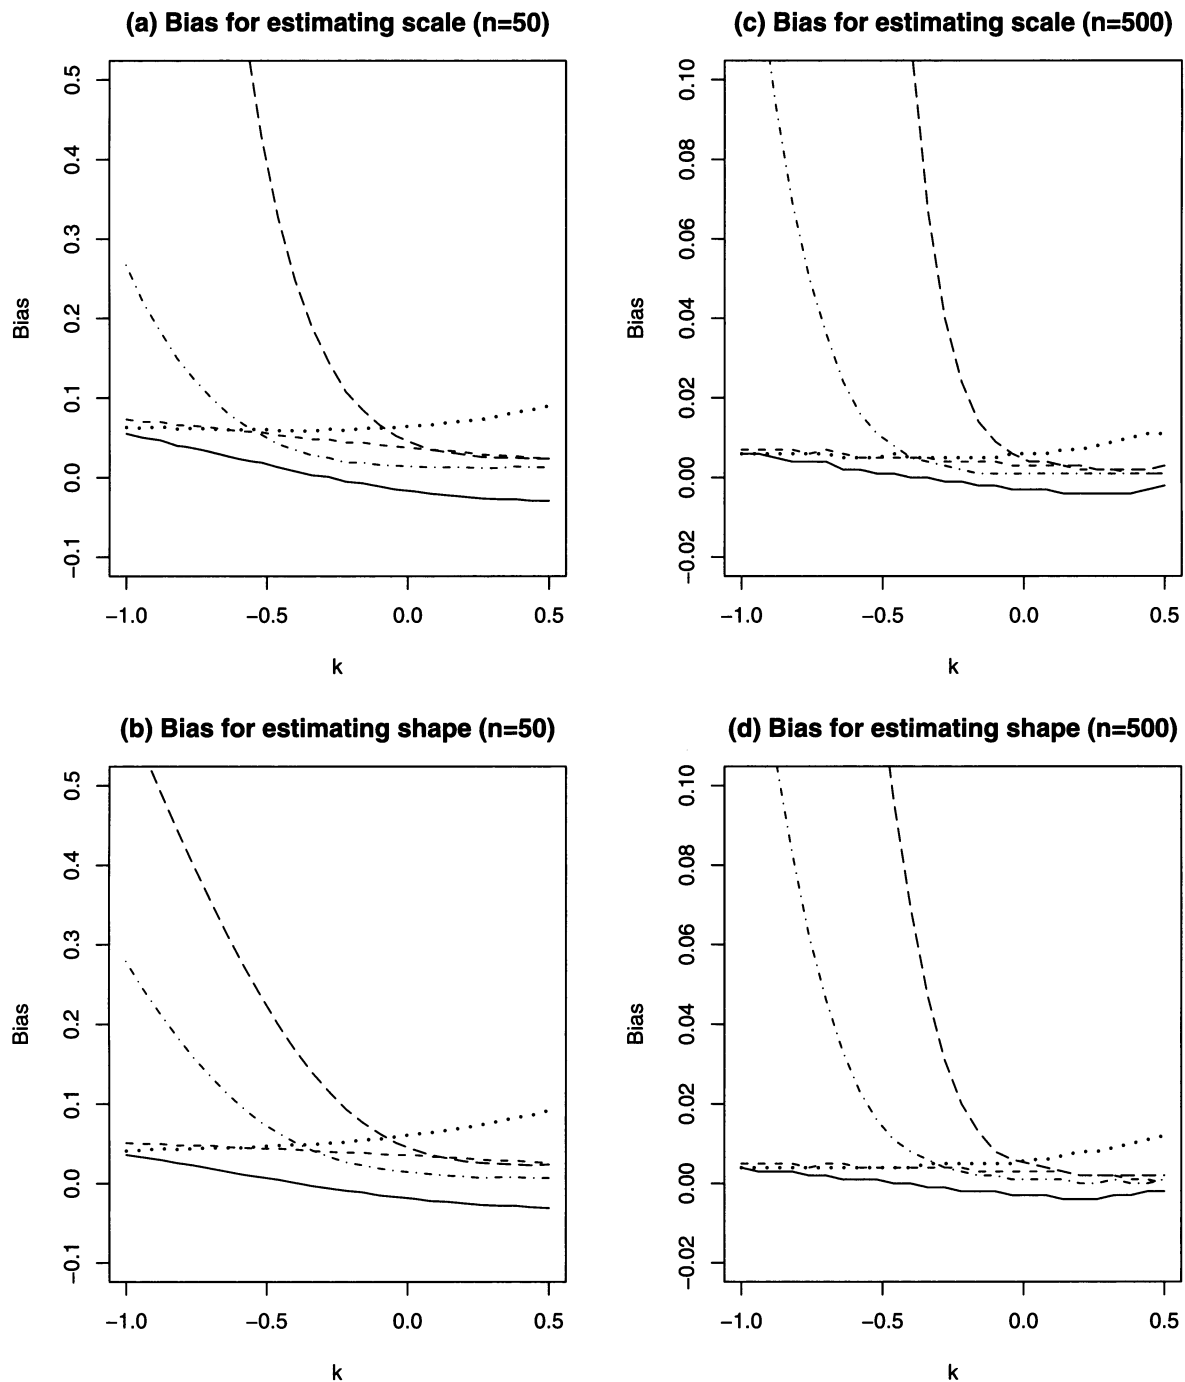 (a) Bias for estimating scale (n=50)
Bias
0.5
0.4
0.3
0.2
0.1
0.0
−0.1
−1.0 −0.5 0.0 0.5
k
(c) Bias for estimating scale (n=500)
Bias
0.10
0.08
0.06
0.04
0.02
0.00
−0.02
−1.0 −0.5 0.0 0.5
k
(b) Bias for estimating shape (n=50)
Bias
0.5
0.4
0.3
0.2
0.1
0.0
−0.1
−1.0 −0.5 0.0 0.5
k
(d) Bias for estimating shape (n=500)
Bias
0.10
0.08
0.06
0.04
0.02
0.00
−0.02
−1.0 −0.5 0.0 0.5
k